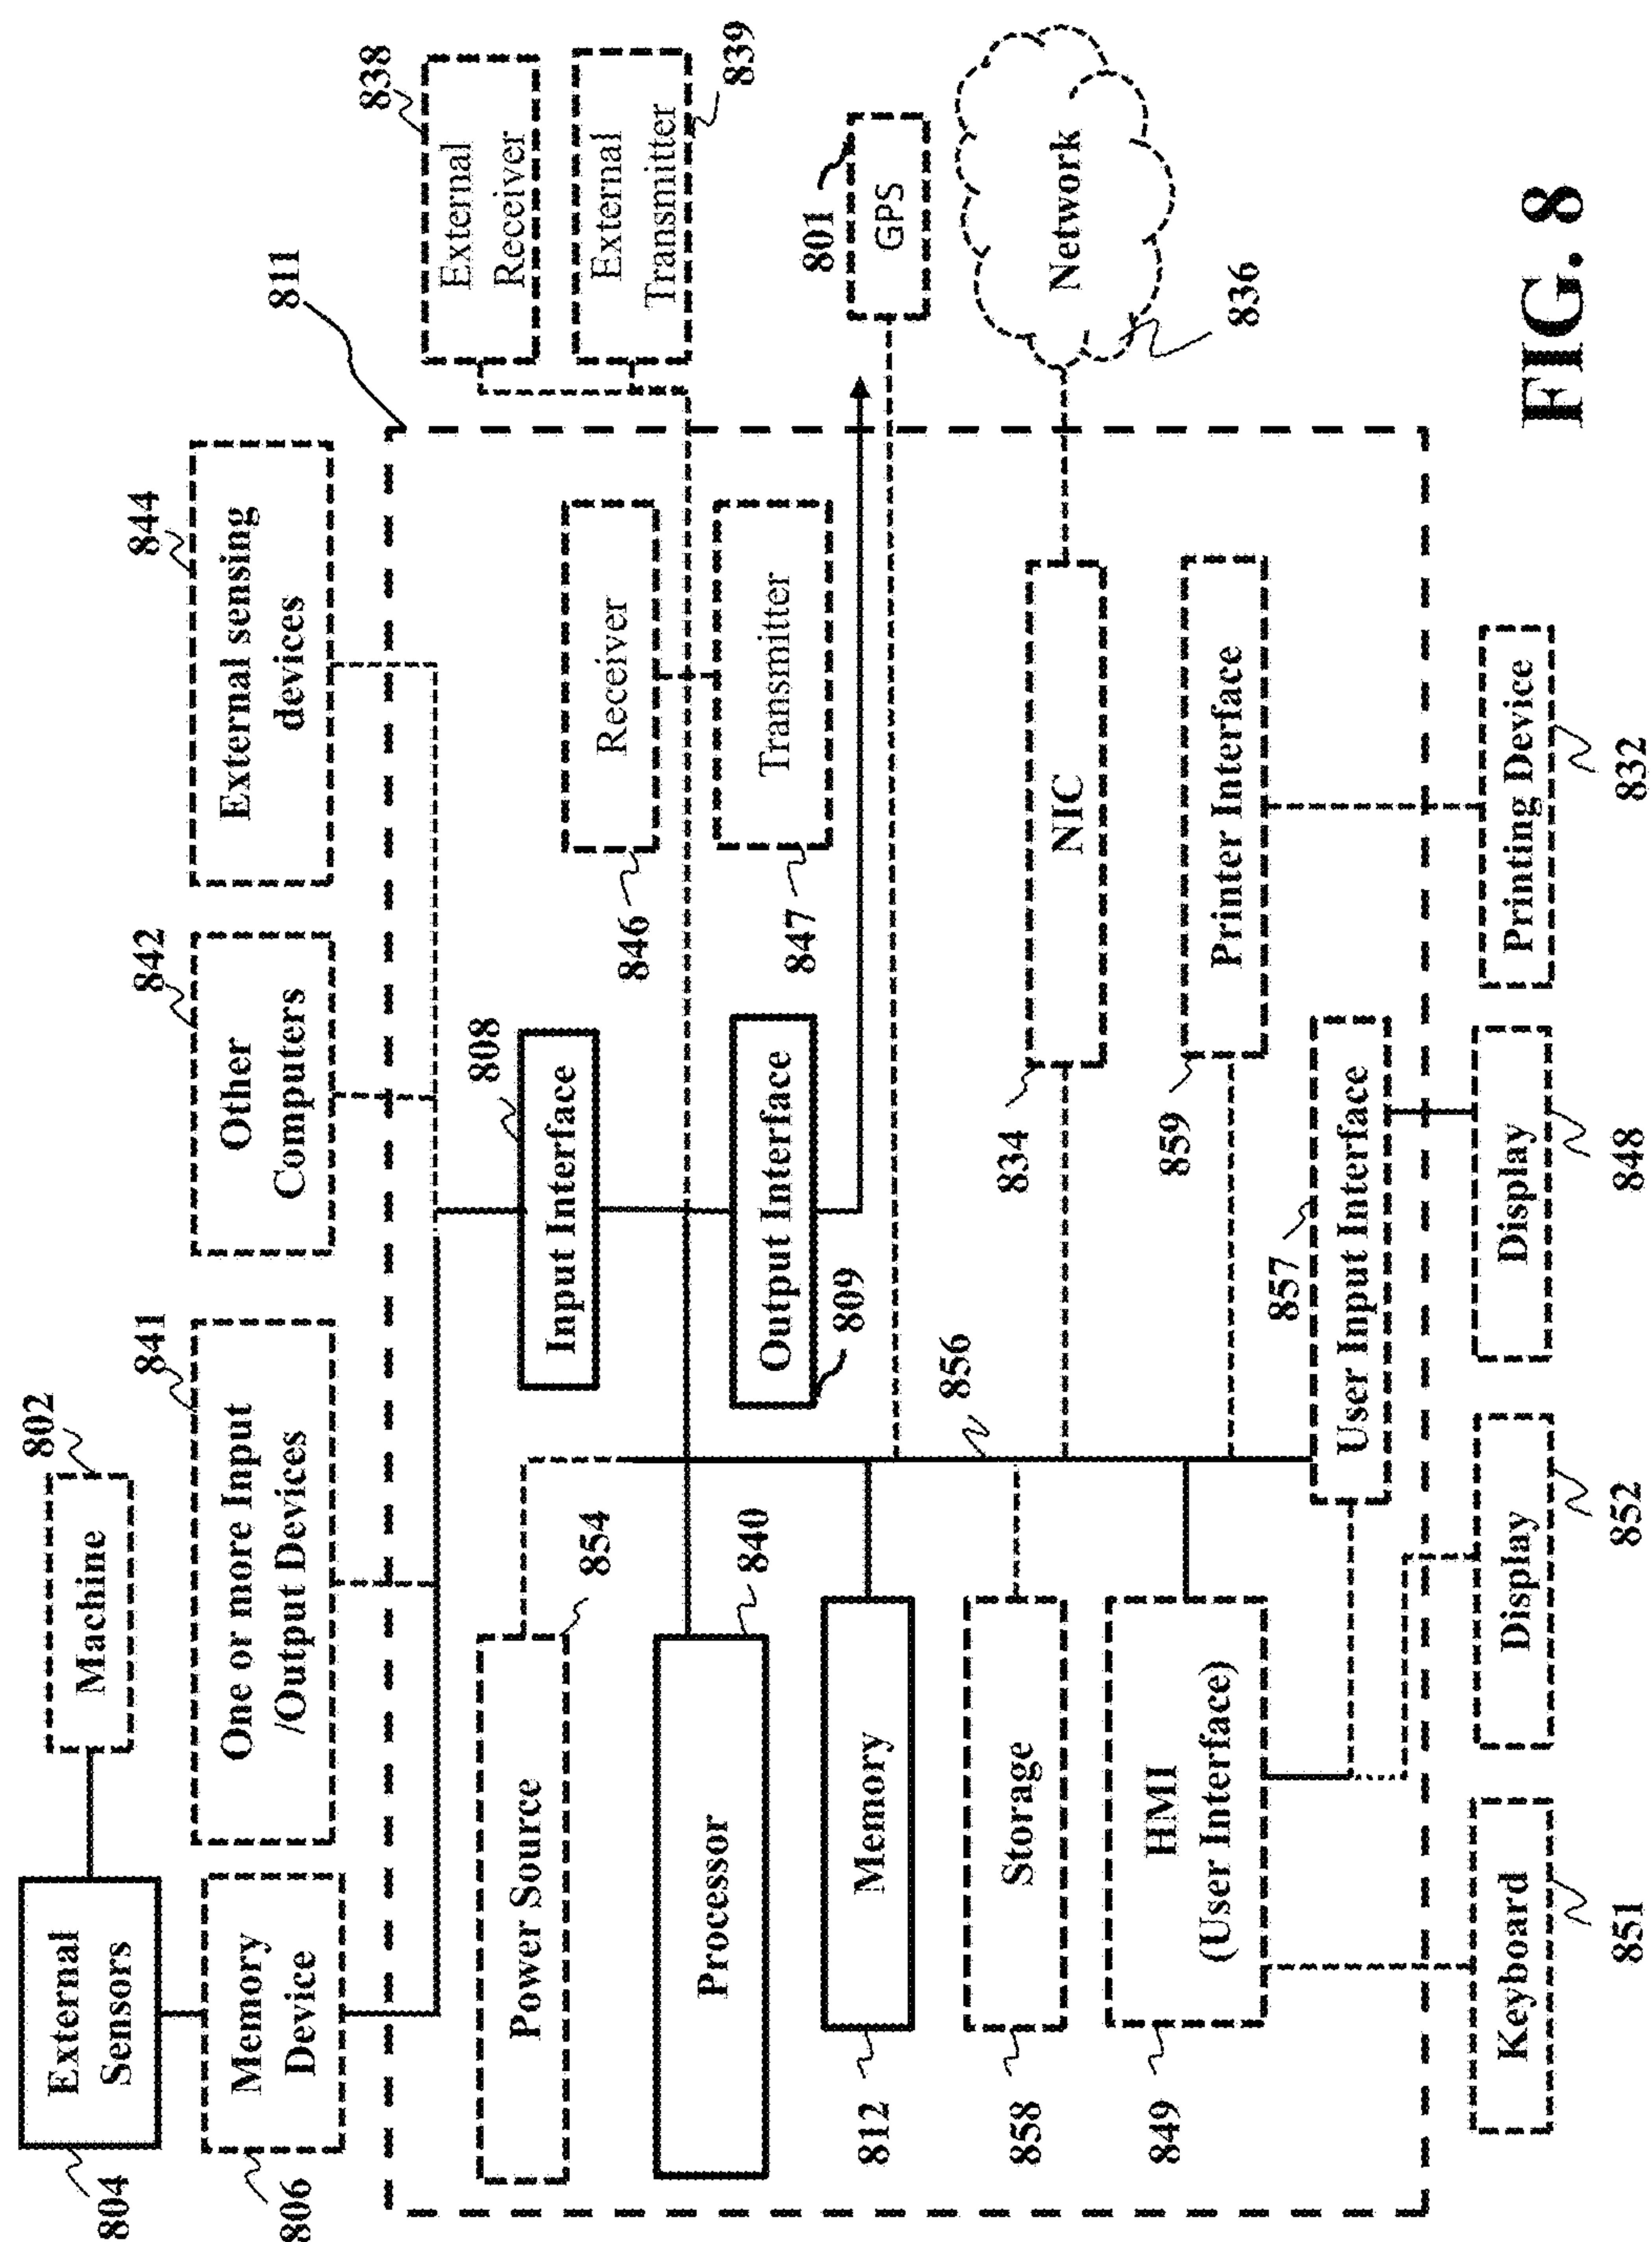 804
External
Sensors
Machine
802
806
Memory
Device
One or more Input
/Output Devices
841
Other
Computers
842
External sensing
devices
844
811
Power Source
854
Input Interface
808
Receiver
846
External
Receiver
838
Processor
840
Output Interface
809
Transmitter
847
External
Transmitter
839
812
Memory
801
GPS
856
858
Storage
834
NIC
Network
836
849
HMI
(User Interface)
859
Printer Interface
857
User Input Interface
Keyboard
851
Display
852
Display
848
Printing Device
832
FIG. 8